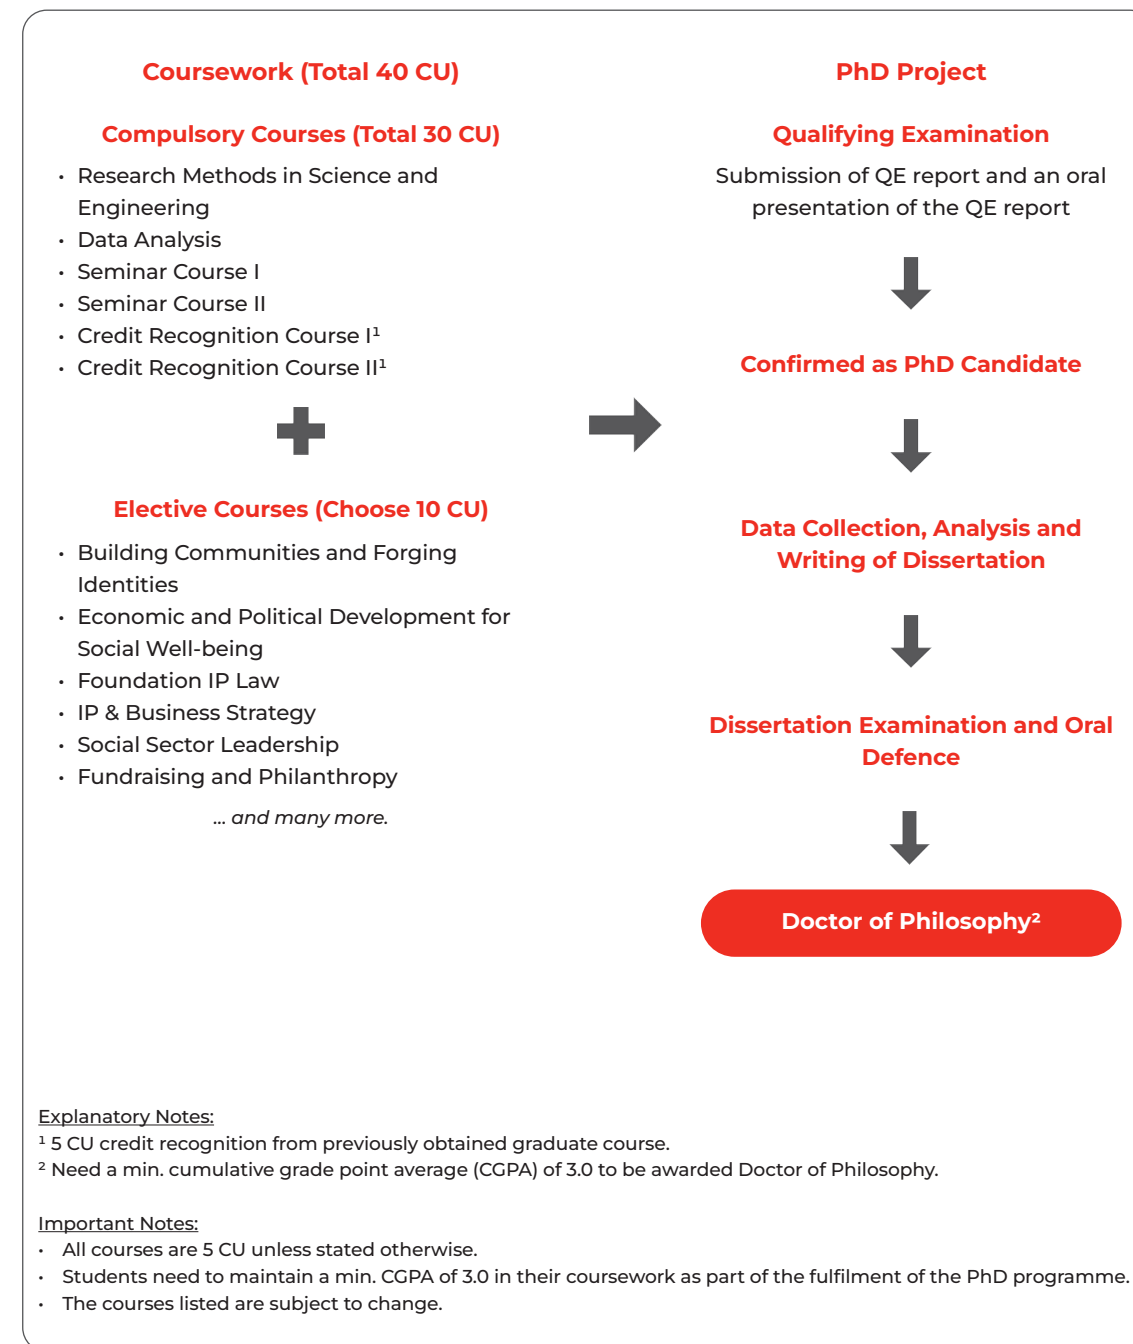 Coursework (Total 40 CU)
Compulsory Courses (Total 30 CU)
• Research Methods in Science and
Engineering
• Data Analysis
• Seminar Course I
• Seminar Course II
• Credit Recognition Course I¹
• Credit Recognition Course II¹
Elective Courses (Choose 10 CU)
• Building Communities and Forging
Identities
• Economic and Political Development for
Social Well-being
• Foundation IP Law
• IP & Business Strategy
• Social Sector Leadership
• Fundraising and Philanthropy
... and many more.
PhD Project
Qualifying Examination
Submission of QE report and an oral
presentation of the QE report
Confirmed as PhD Candidate
Data Collection, Analysis and
Writing of Dissertation
Dissertation Examination and Oral
Defence
Doctor of Philosophy²
Explanatory Notes:
¹ 5 CU credit recognition from previously obtained graduate course.
² Need a min. cumulative grade point average (CGPA) of 3.0 to be awarded Doctor of Philosophy.
Important Notes:
• All courses are 5 CU unless stated otherwise.
• Students need to maintain a min. CGPA of 3.0 in their coursework as part of the fulfilment of the PhD programme.
• The courses listed are subject to change.